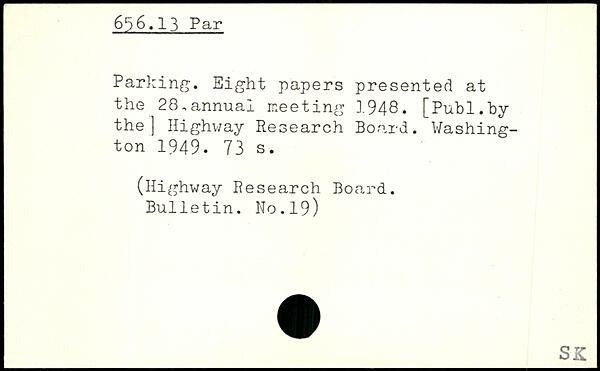 656.13 Par
Parking. Eight papers presented at
the 28.annual meeting 1948. [Publ.by
the] Highway Research Board. Washing-
ton 1949. 73 s.
(Highway Research Board.
Bulletin. No.19)
SK